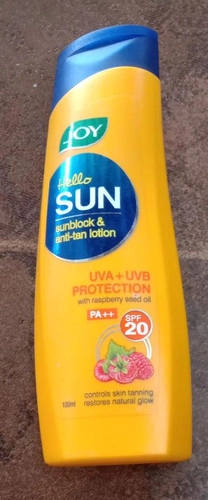 JOY
Hello
SUN
sunblock &
anti-tan lotion
UVA + UVB
PROTECTION
with raspberry seed oil
PA++
SPF
20
controls skin tanning
100ml restores natural glow